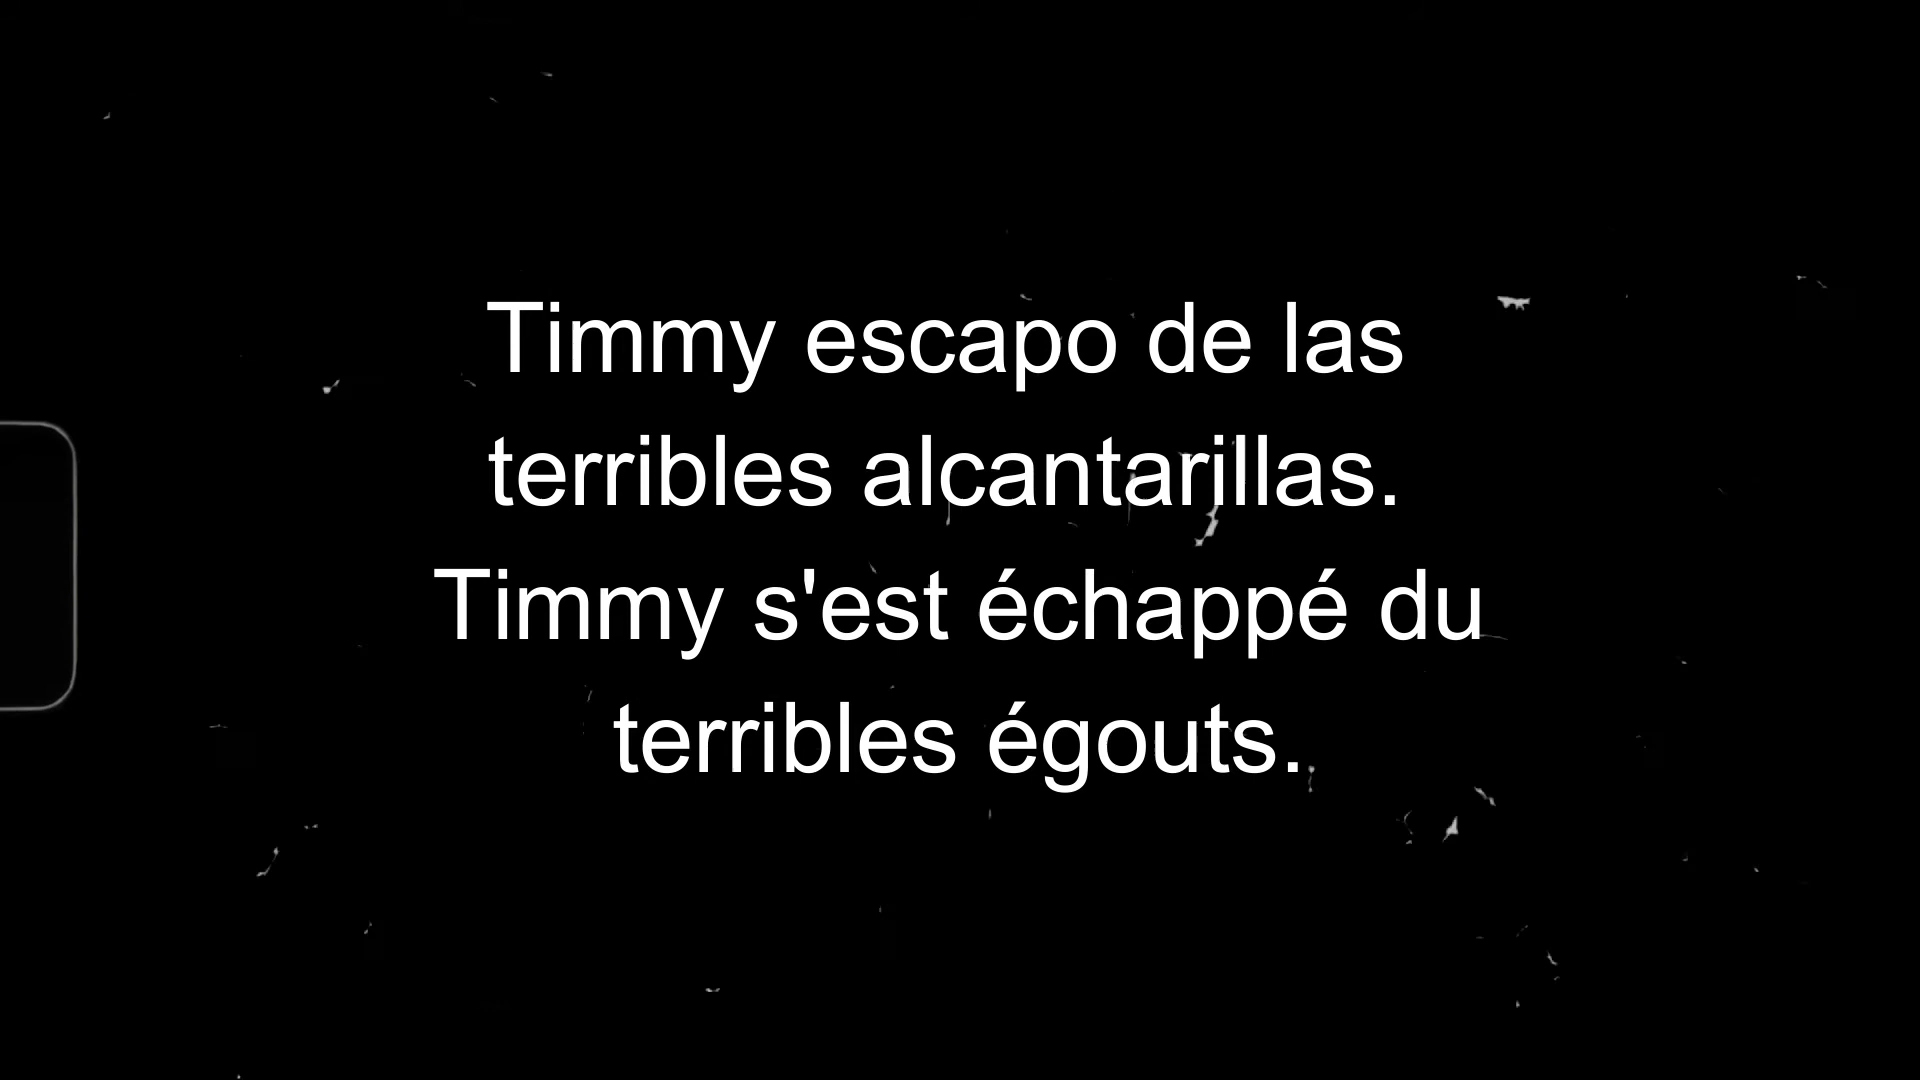 Timmy escapo de las
terribles alcantarillas.
Timmy s'est échappé du
terribles égouts.